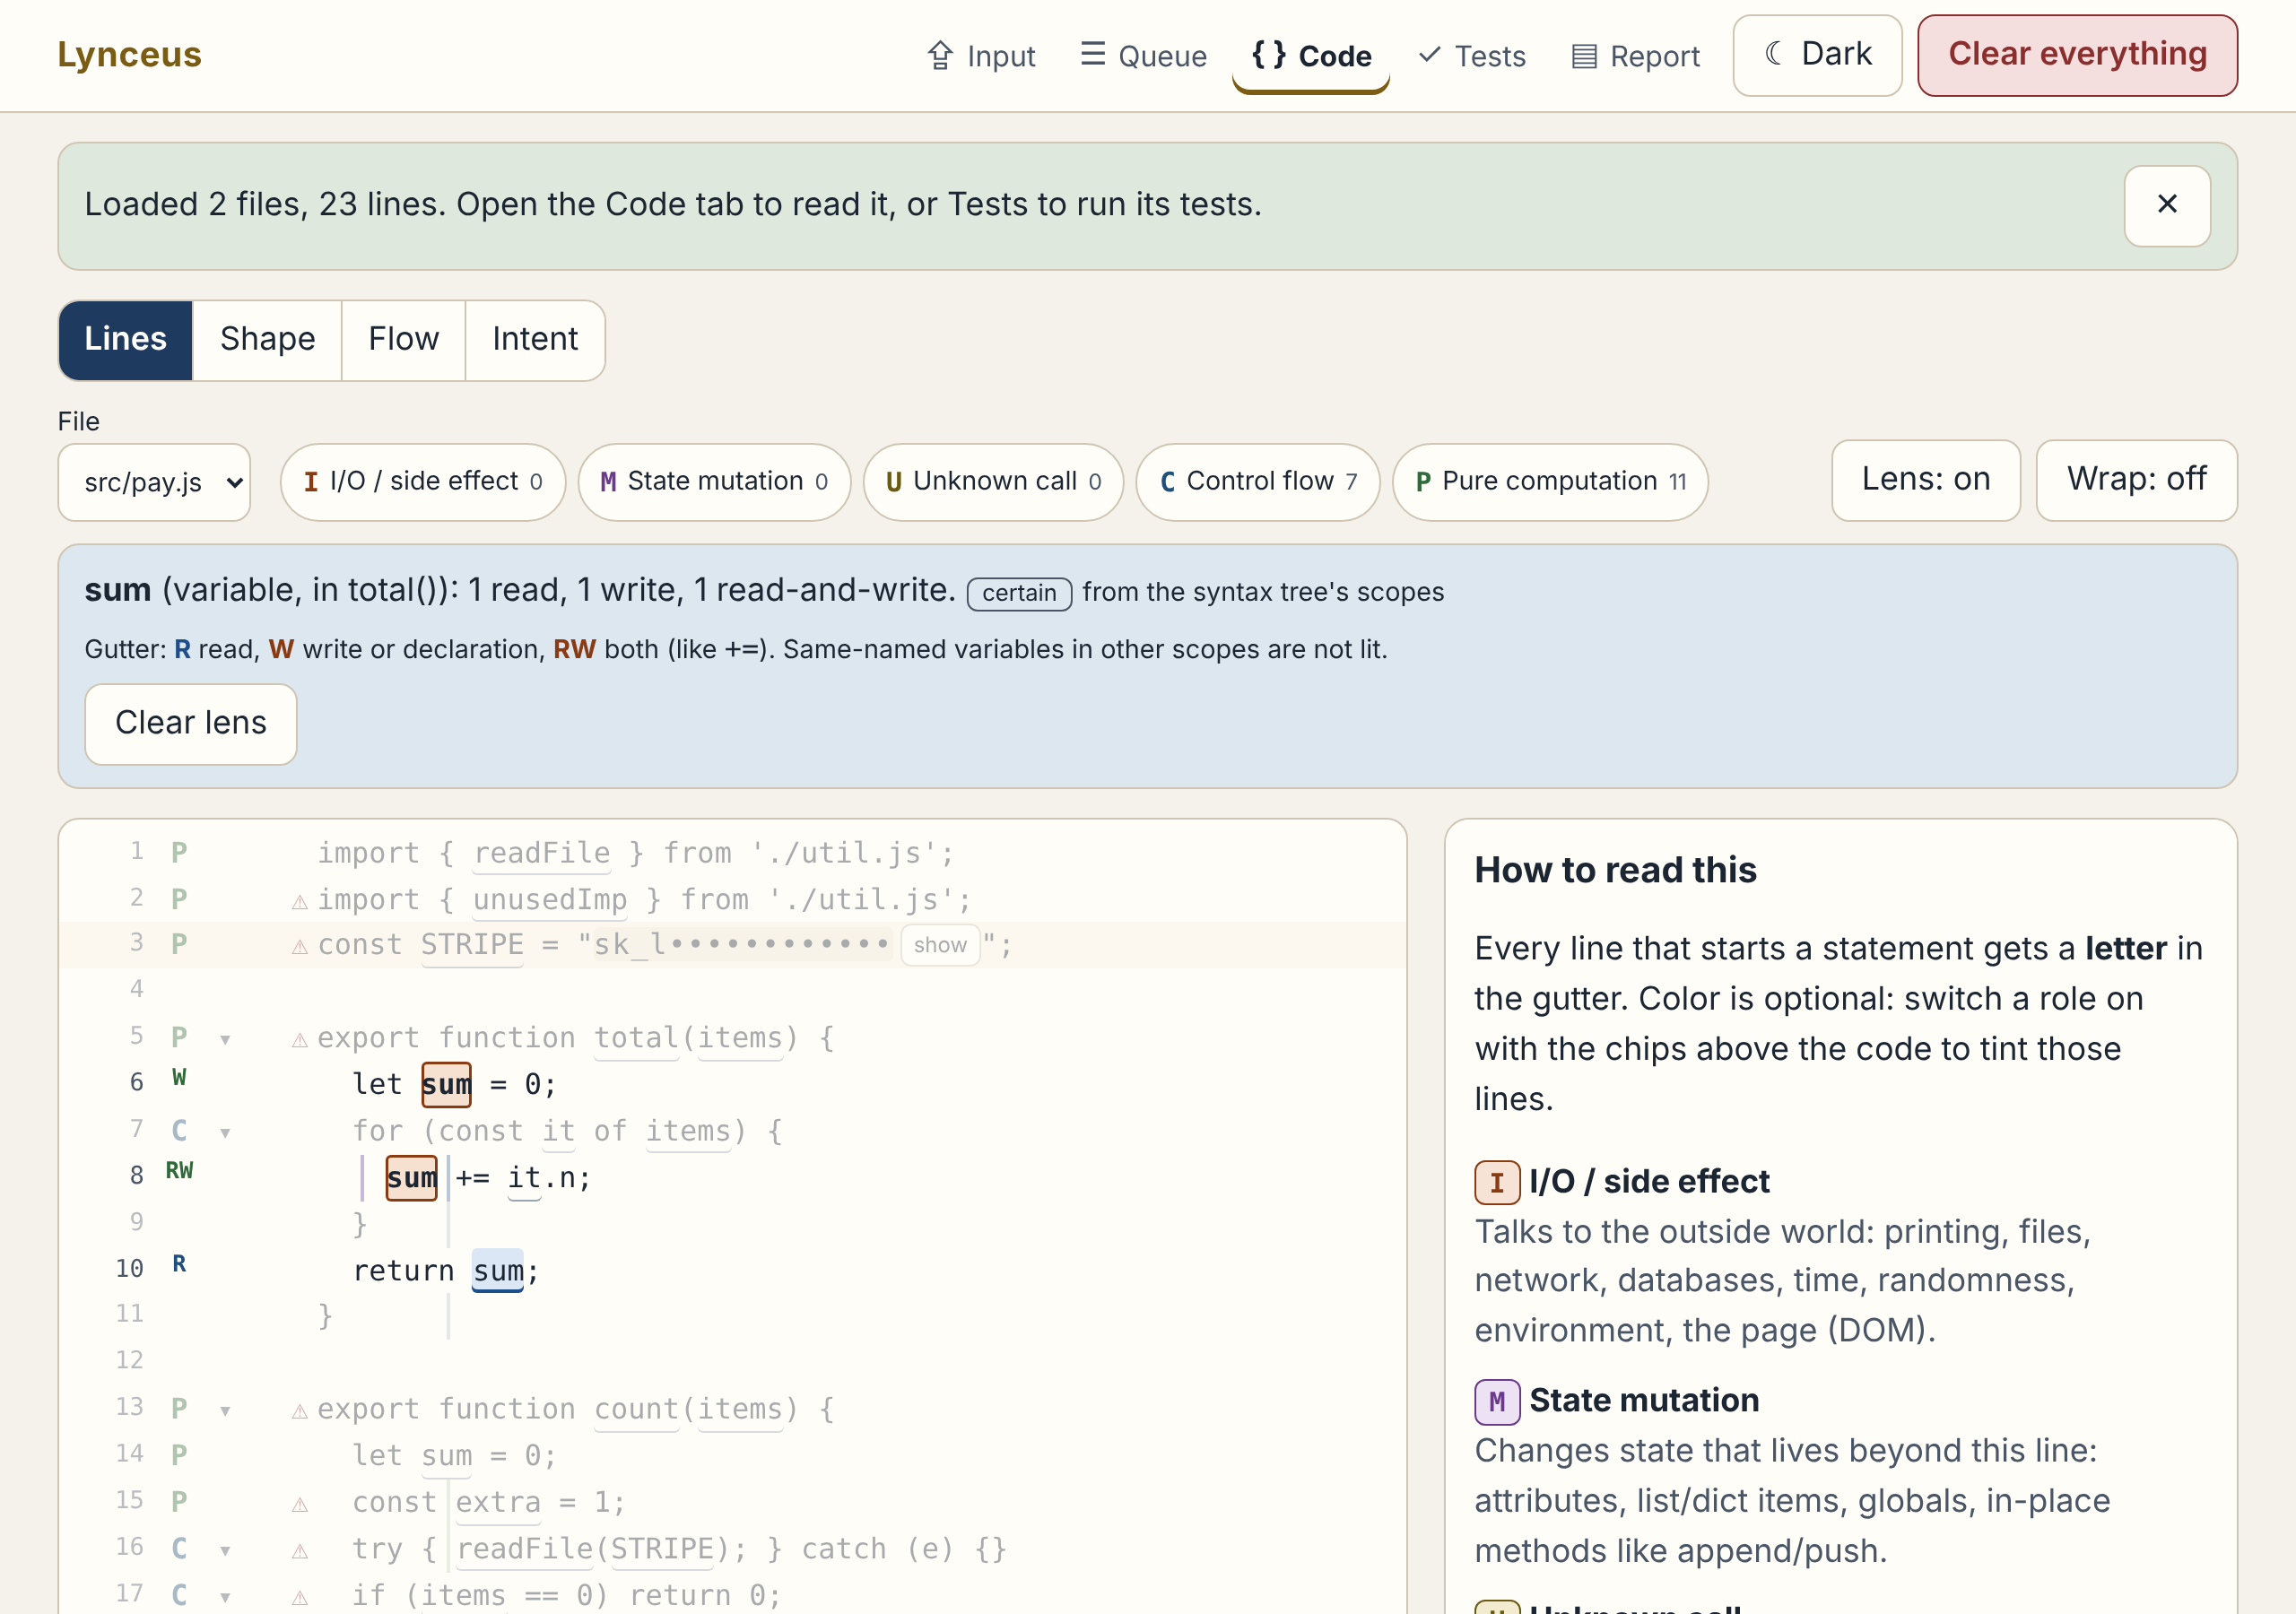 Lynceus
Input Queue { } Code Tests Report Dark Clear everything
Loaded 2 files, 23 lines. Open the Code tab to read it, or Tests to run its tests. ×
Lines Shape Flow Intent
File
src/pay.js I I/O / side effect 0 M State mutation 0 U Unknown call 0 C Control flow 7 P Pure computation 11 Lens: on Wrap: off
sum (variable, in total()): 1 read, 1 write, 1 read-and-write. certain from the syntax tree's scopes
Gutter: R read, W write or declaration, RW both (like +=). Same-named variables in other scopes are not lit.
Clear lens
1 P import { readFile } from './util.js';
2 P ⚠ import { unusedImp } from './util.js';
3 P ⚠ const STRIPE = "sk_l•••••••••••• show ";
4
5 P ▾ ⚠ export function total(items) {
6 W let sum = 0;
7 C ▾ for (const it of items) {
8 RW sum += it.n;
9 }
10 R return sum;
11 }
12
13 P ▾ ⚠ export function count(items) {
14 P let sum = 0;
15 P ⚠ const extra = 1;
16 C ▾ ⚠ try { readFile(STRIPE); } catch (e) {}
17 C ▾ ⚠ if (items == 0) return 0;
How to read this
Every line that starts a statement gets a letter in
the gutter. Color is optional: switch a role on
with the chips above the code to tint those
lines.
I I/O / side effect
Talks to the outside world: printing, files,
network, databases, time, randomness,
environment, the page (DOM).
M State mutation
Changes state that lives beyond this line:
attributes, list/dict items, globals, in-place
methods like append/push.
U Unknown call